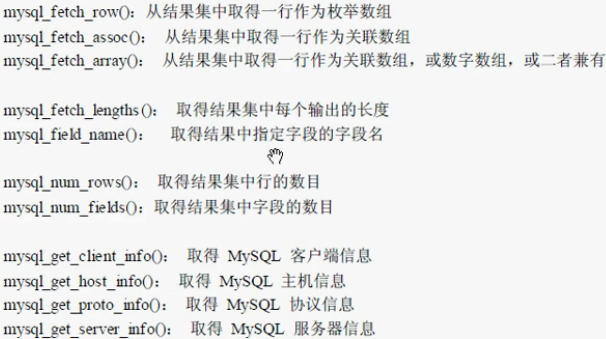 mysql_fetch_row()：从结果集中取得一行作为枚举数组
mysql_fetch_assoc()： 从结果集中取得一行作为关联数组
mysql_fetch_array()： 从结果集中取得一行作为关联数组，或数字数组，或二者兼有
mysql_fetch_lengths()： 取得结果集中每个输出的长度
mysql_field_name()： 取得结果中指定字段的字段名
mysql_num_rows()： 取得结果集中行的数目
mysql_num_fields()：取得结果集中字段的数目
mysql_get_client_info()： 取得 MySQL 客户端信息
mysql_get_host_info()： 取得 MySQL 主机信息
mysql_get_proto_info()： 取得 MySQL 协议信息
mysql_get_server_info()： 取得 MySQL 服务器信息